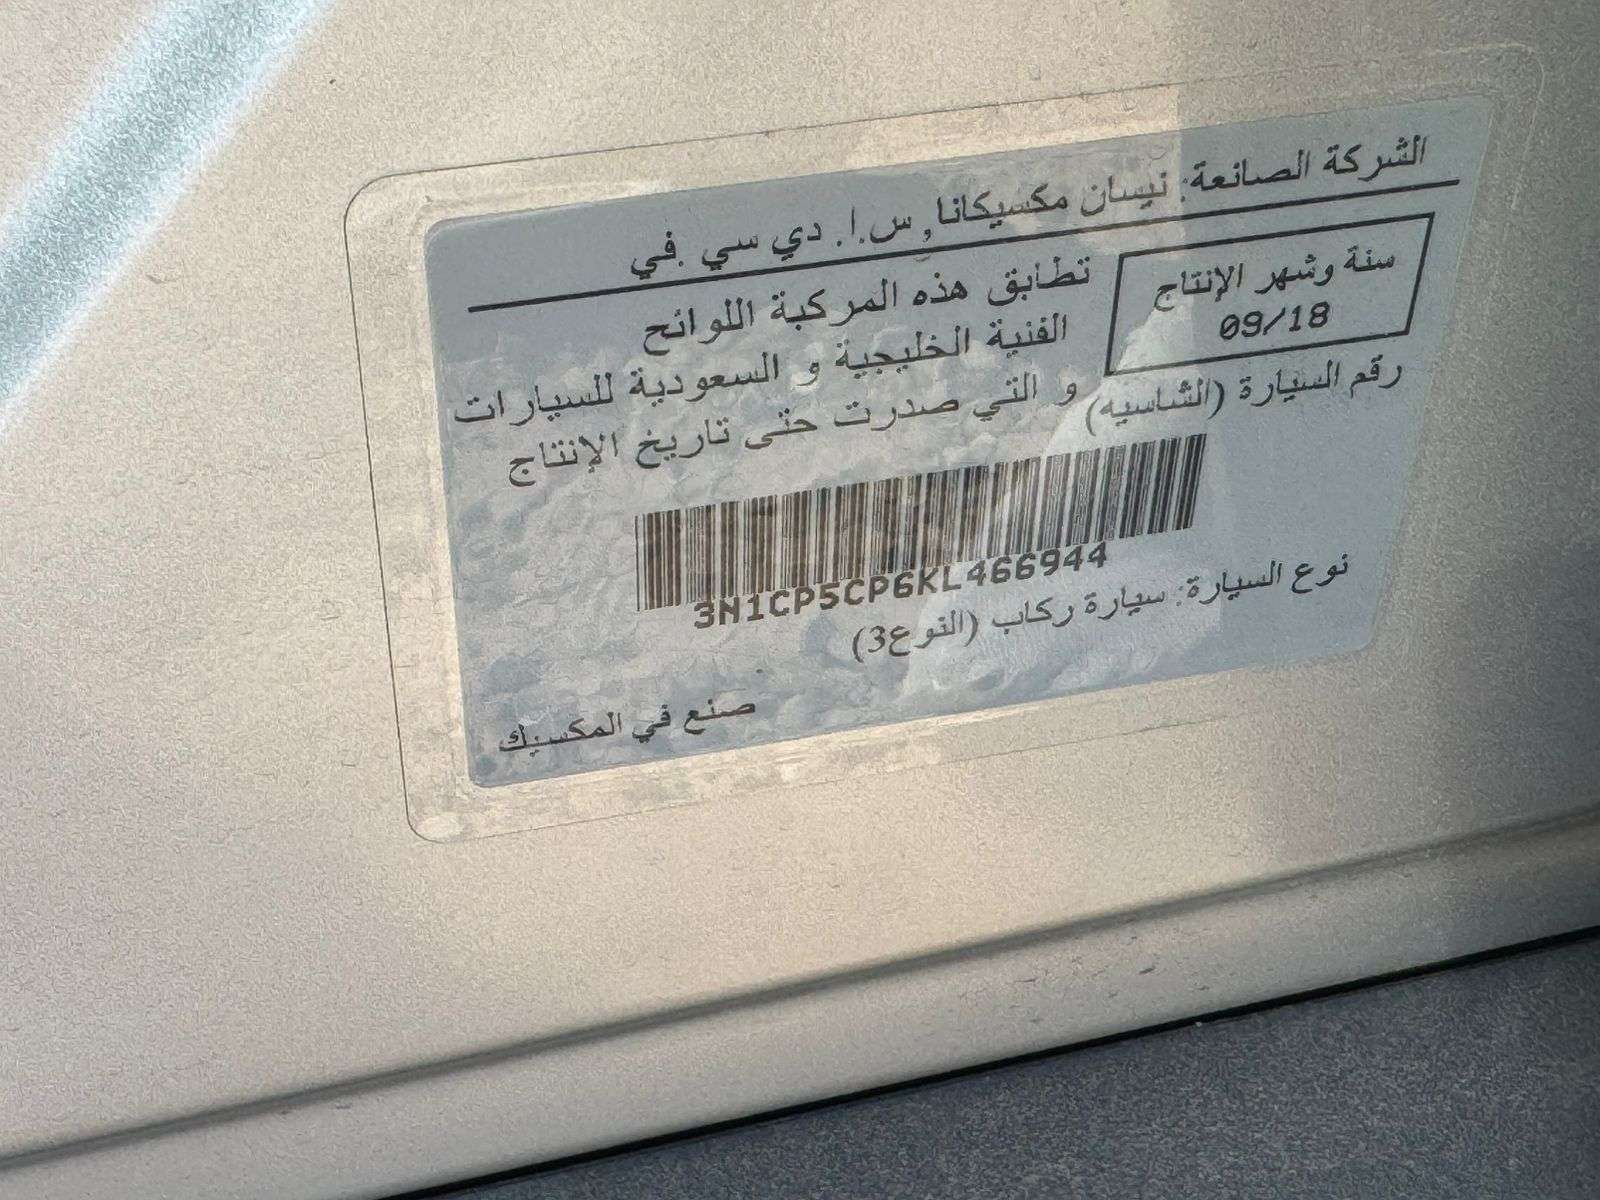 الشركة الصانعة: نيسان مكسيكانا, س.ا. دي سي .في
سنة وشهر الإنتاج
09/18
تطابق هذه المركبة اللوائح
الفنية الخليجية و السعودية للسيارات
و التي صدرت حتى تاريخ الإنتاج
رقم السيارة (الشاسيه)
3N1CP5CP6KL466944
نوع السيارة: سيارة ركاب (النوع3)
صنع في المكسيك